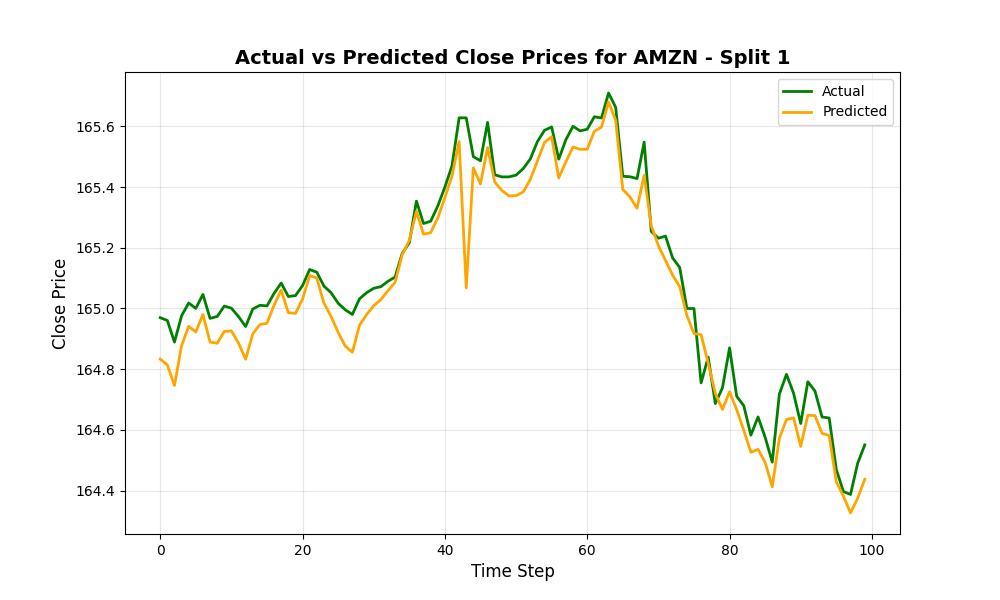 Actual vs Predicted Close Prices for AMZN - Split 1
Actual
Predicted
165.6
165.4
165.2
165.0
164.8
164.6
164.4
Close Price
0 20 40 60 80 100
Time Step